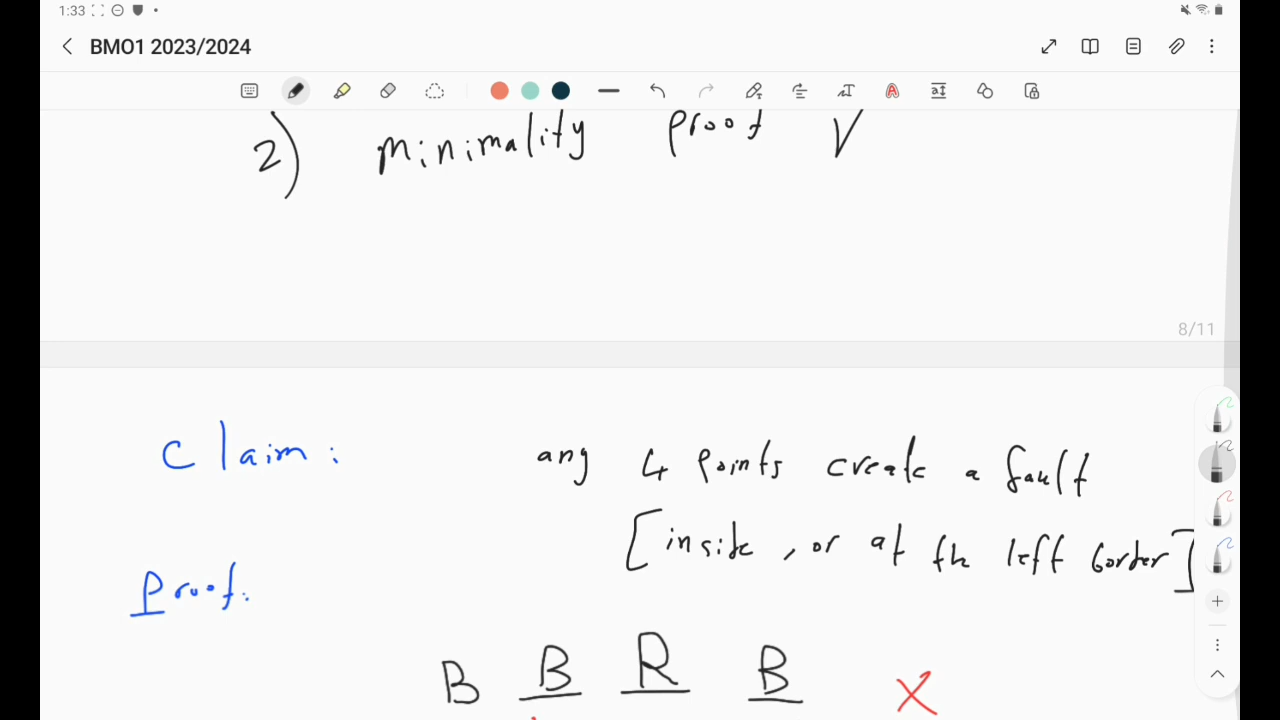 1:33
BMO1 2023/2024
2) minimality proof V
8/11
Claim: any 4 points create a fault
[inside, or at the left border]
Proof:
B B R B X